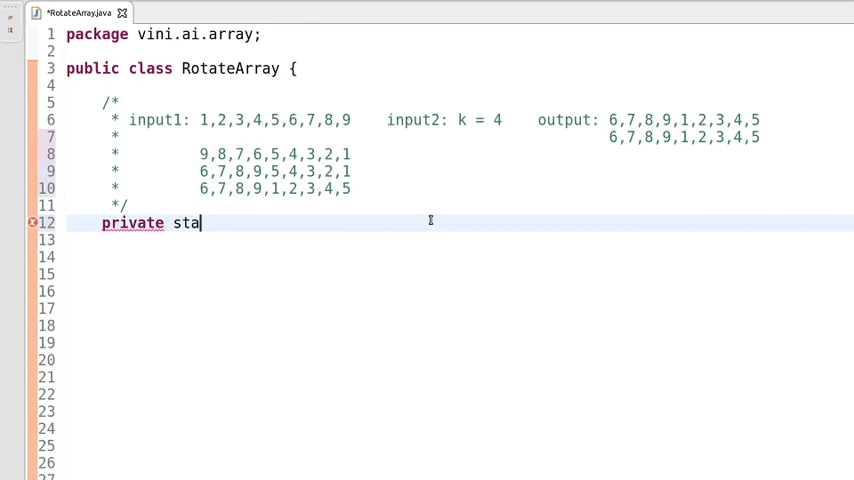 *RotateArray.java
1 package vini.ai.array;
2
3 public class RotateArray {
4
5 /*
6 * input1: 1,2,3,4,5,6,7,8,9 input2: k = 4 output: 6,7,8,9,1,2,3,4,5
7 * 6,7,8,9,1,2,3,4,5
8 * 9,8,7,6,5,4,3,2,1
9 * 6,7,8,9,5,4,3,2,1
10 * 6,7,8,9,1,2,3,4,5
11 */
12 private sta
13
14
15
16
17
18
19
20
21
22
23
24
25
26
27